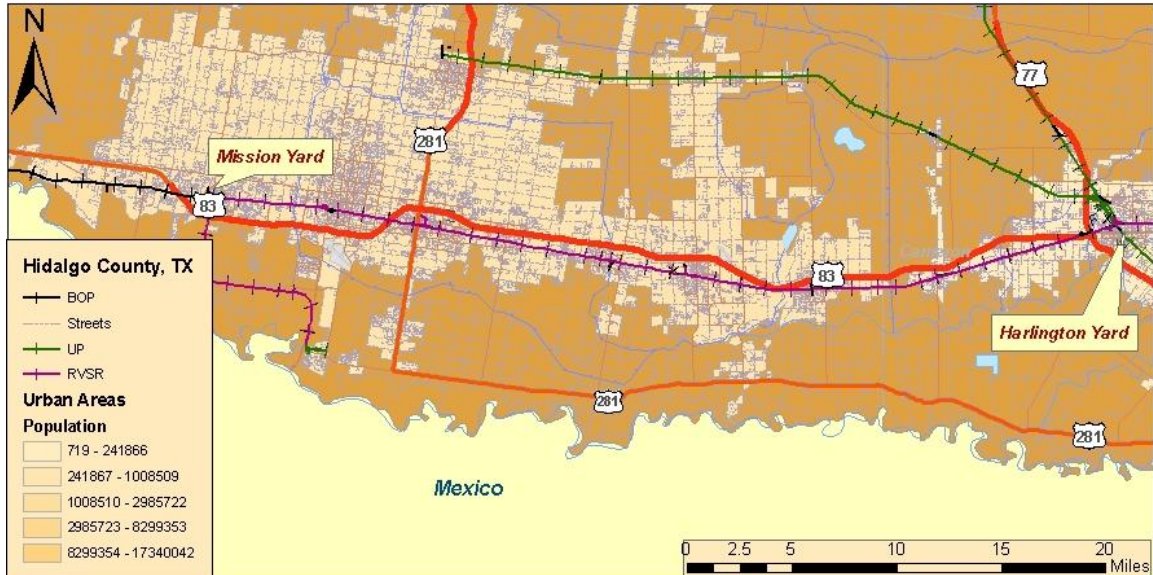 N
77
281
Mission Yard
83
83
Hidalgo County, TX
BOP
Streets
UP
RVSR
Urban Areas
Population
719 - 241866
241867 - 1008509
1008510 - 2985722
2985723 - 8299353
8299354 - 17340042
Harlington Yard
281
281
Mexico
0 2.5 5 10 15 20
Miles